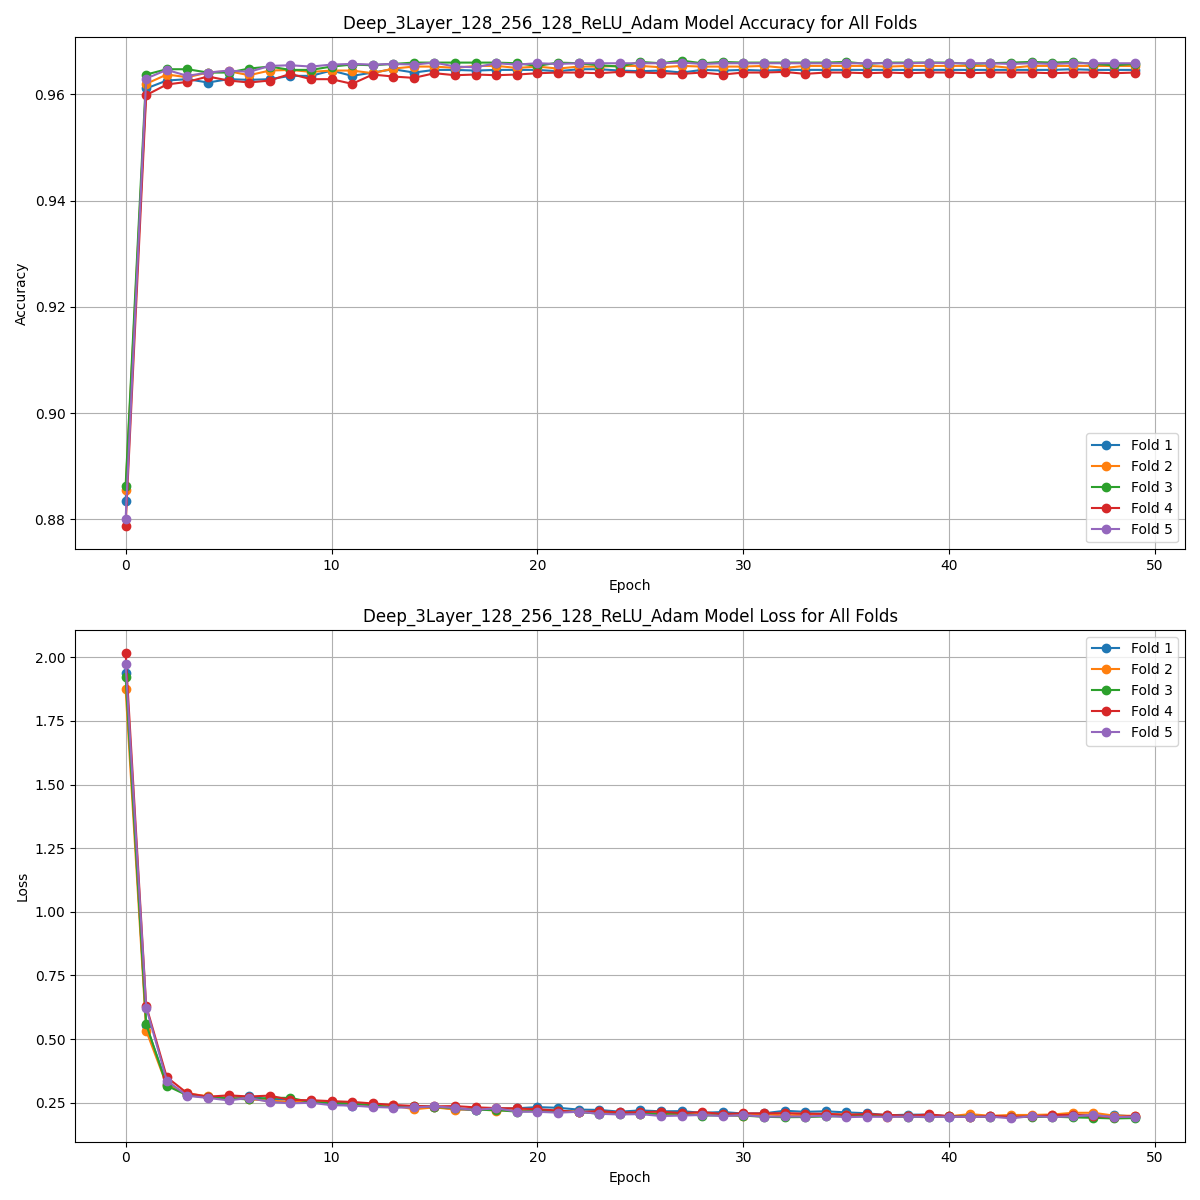 Deep_3Layer_128_256_128_ReLU_Adam Model Accuracy for All Folds
0.96
0.94
0.92
0.90
0.88
Accuracy
Fold 1
Fold 2
Fold 3
Fold 4
Fold 5
0 10 20 30 40 50
Epoch
Deep_3Layer_128_256_128_ReLU_Adam Model Loss for All Folds
2.00
1.75
1.50
1.25
1.00
0.75
0.50
0.25
Loss
Fold 1
Fold 2
Fold 3
Fold 4
Fold 5
0 10 20 30 40 50
Epoch